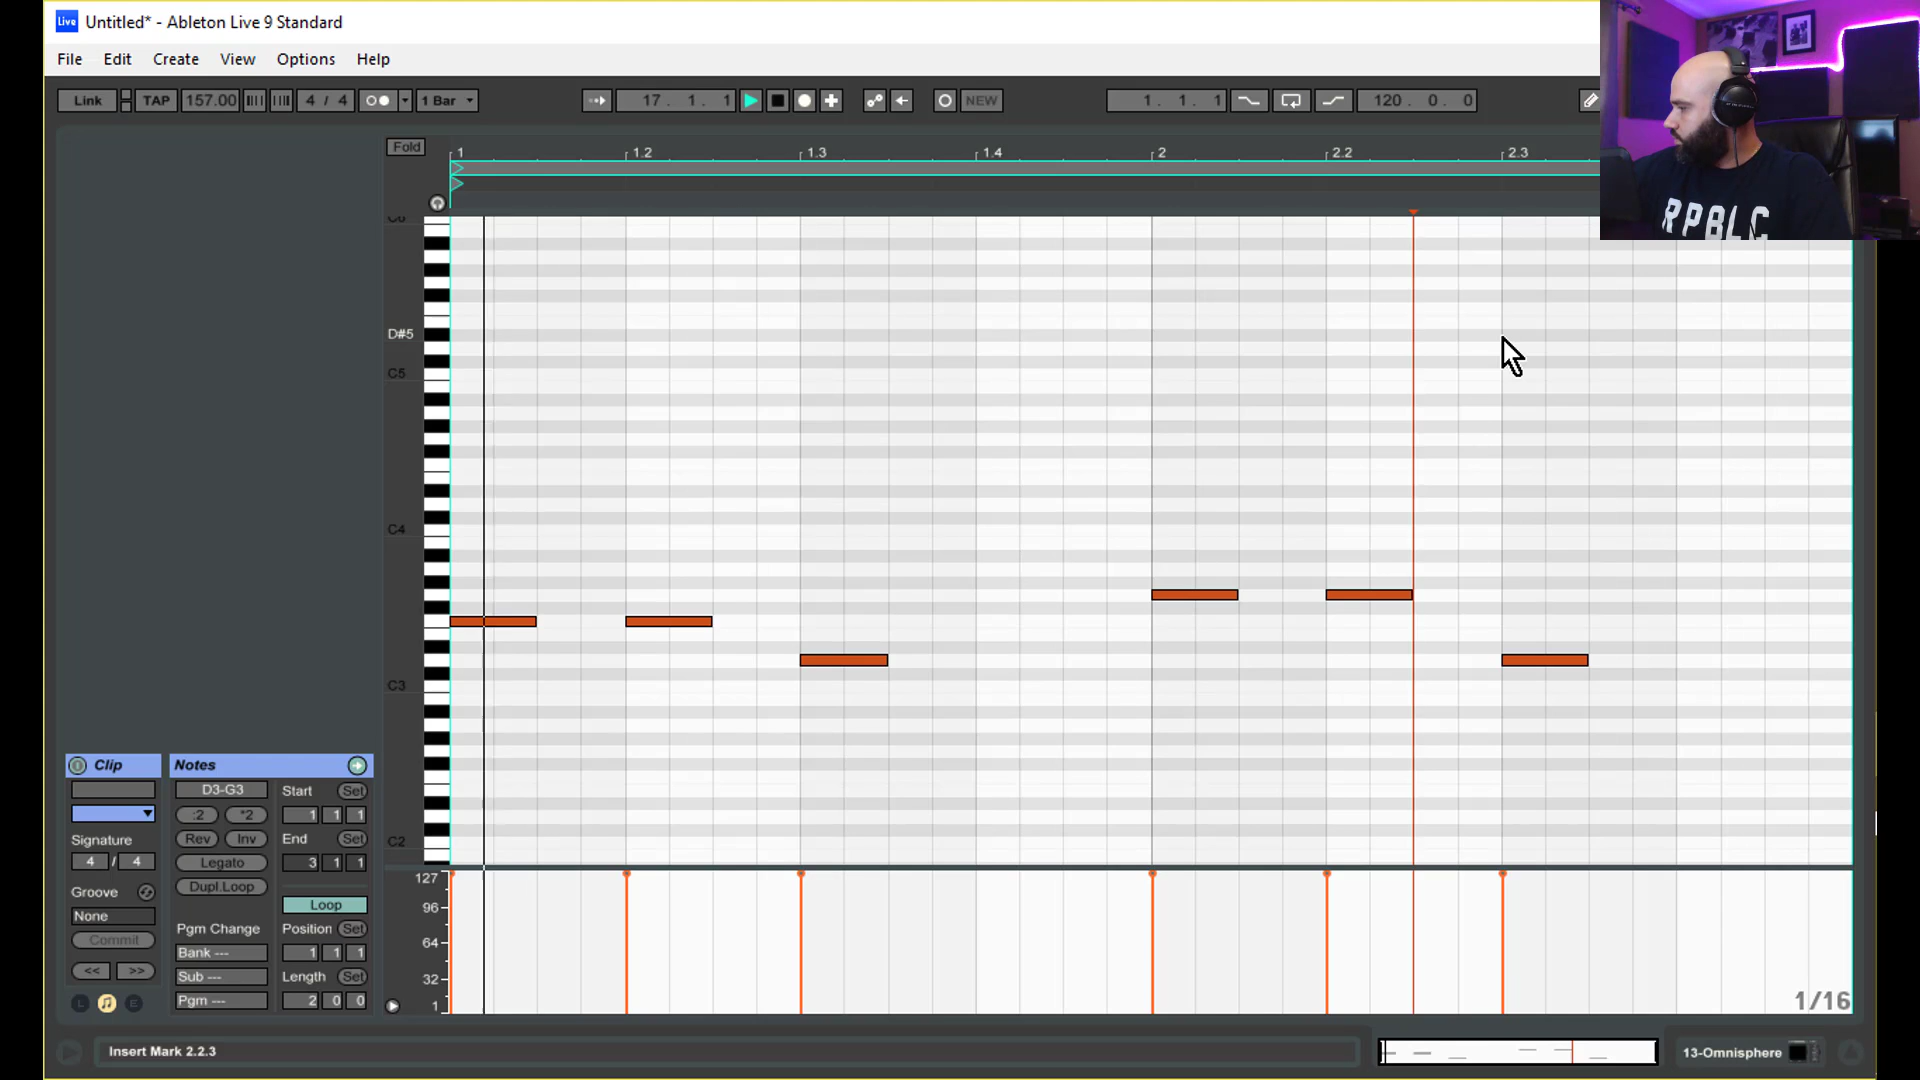 Live Untitled* - Ableton Live 9 Standard
File Edit Create View Options Help
Link TAP 157.00 4 / 4 1 Bar 17 . 1 . 1 NEW 1 . 1 . 1 120 . 0 . 0
RPBLC
Fold 1 1.2 1.3 1.4 2 2.2 2.3
D#5
C5
C4
C3
C2
Clip
Signature
4 / 4
Groove
None
Commit
<< >>
L E
Notes
D3-G3
:2 *2
Rev Inv
Legato
Dupl.Loop
Pgm Change
Bank ---
Sub ---
Pgm ---
Start Set
1 1 1
End Set
3 1 1
Loop
Position Set
1 1 1
Length Set
2 0 0
127
96
64
32
1
1/16
Insert Mark 2.2.3
13-Omnisphere